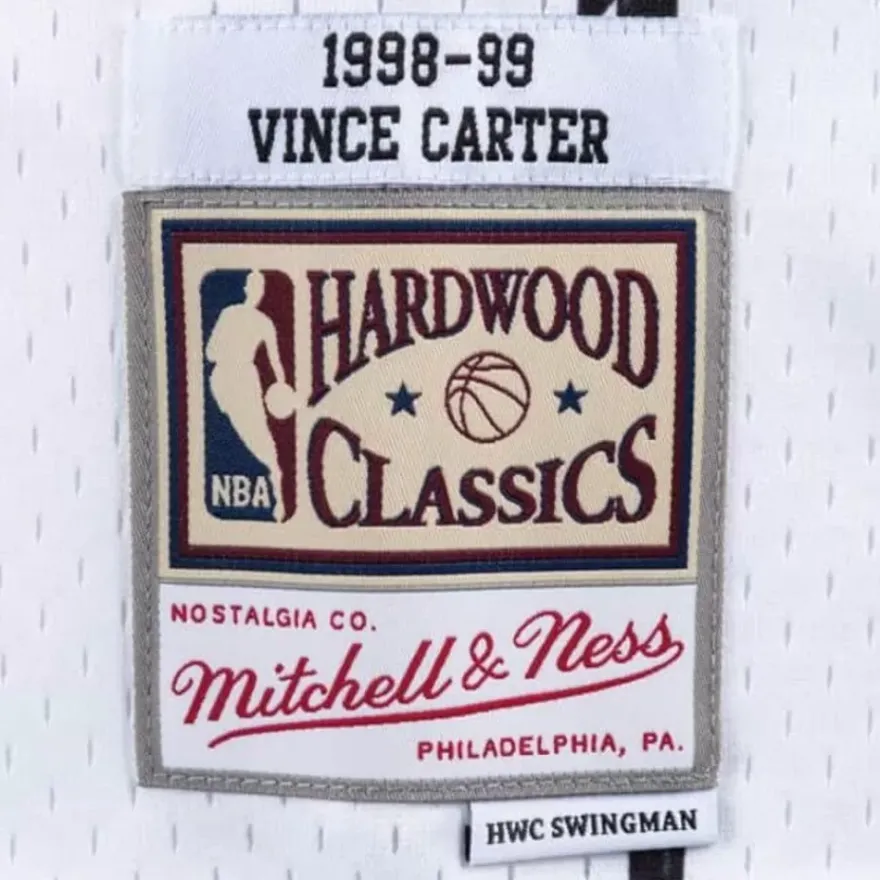 1998-99
VINCE CARTER
HARDWOOD
CLASSICS
NBA
NOSTALGIA CO.
Mitchell & Ness
PHILADELPHIA, PA.
HWC SWINGMAN